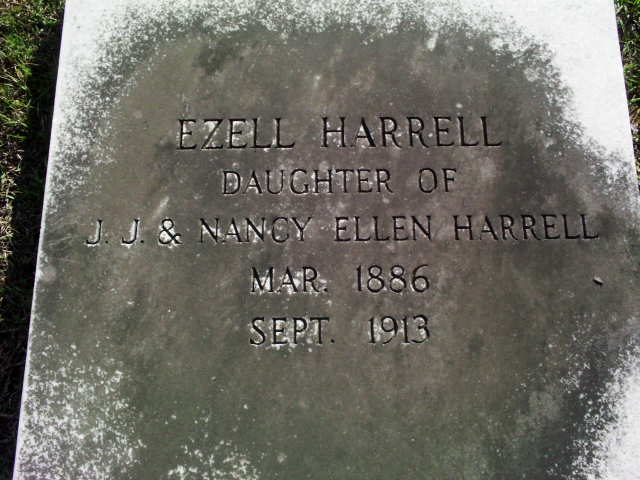 EZELL HARRELL
DAUGHTER OF
J. J. & NANCY ELLEN HARRELL
MAR. 1886
SEPT. 1913